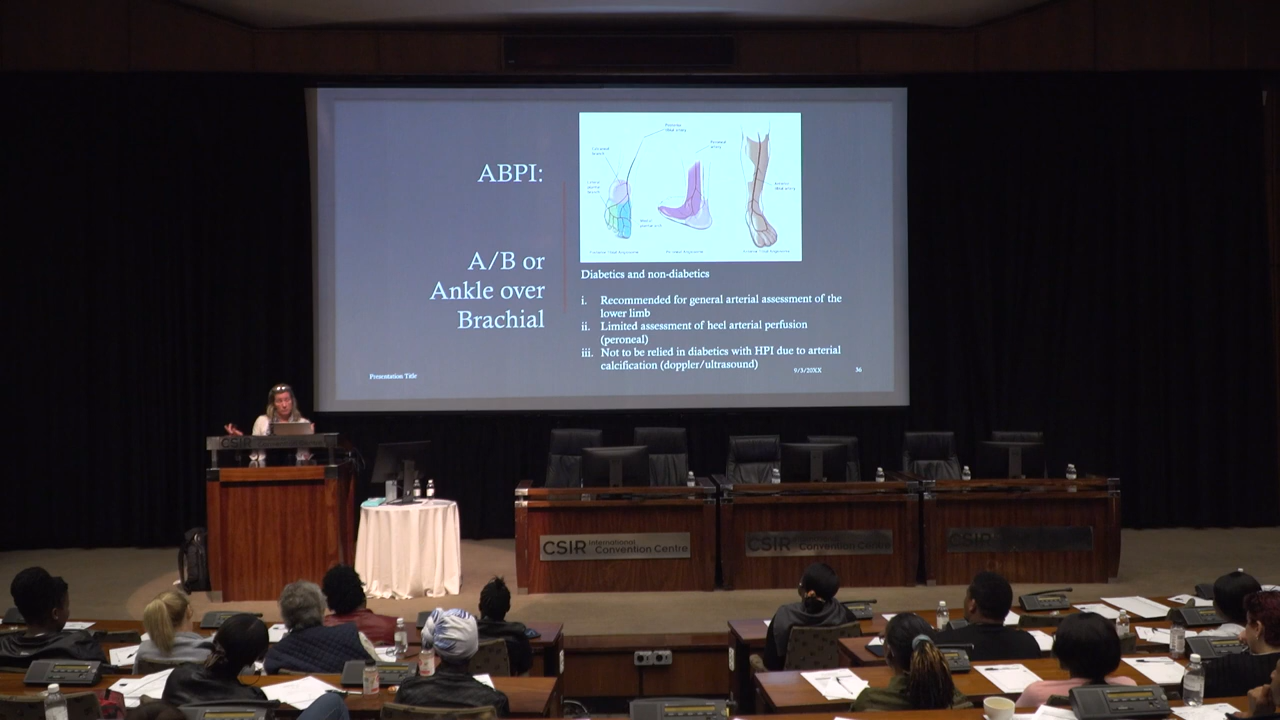 ABPI:
A/B or
Ankle over
Brachial
Diabetics and non-diabetics
i. Recommended for general arterial assessment of the
lower limb
ii. Limited assessment of heel arterial perfusion
(peroneal)
iii. Not to be relied in diabetics with HPI due to arterial
calcification (doppler/ultrasound)
Presentation Title
9/3/20XX
36
CSIR International
Convention Centre
CSIR International
Convention Centre
CSIR
CSIR